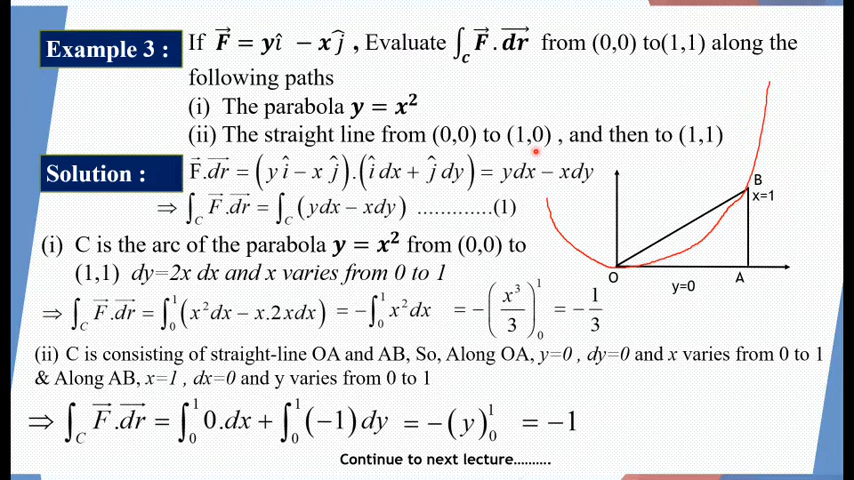 Example 3 :
If F⃗ = yî − xĵ , Evaluate ∫c F⃗ . dr⃗ from (0,0) to(1,1) along the
following paths
(i) The parabola y = x²
(ii) The straight line from (0,0) to (1,0) , and then to (1,1)
Solution :
F⃗.dr⃗ = (y î − x ĵ).(î dx + ĵ dy) = ydx − xdy
⇒ ∫C F⃗.dr⃗ = ∫C (ydx − xdy) .............(1)
B
x=1
O
y=0
A
(i) C is the arc of the parabola y = x² from (0,0) to
(1,1) dy=2x dx and x varies from 0 to 1
⇒ ∫C F⃗.dr⃗ = ∫₀¹ (x²dx − x.2xdx) = −∫₀¹ x²dx = −(x³/3)₀¹ = −1/3
(ii) C is consisting of straight-line OA and AB, So, Along OA, y=0 , dy=0 and x varies from 0 to 1
& Along AB, x=1 , dx=0 and y varies from 0 to 1
⇒ ∫C F⃗.dr⃗ = ∫₀¹ 0.dx + ∫₀¹ (−1) dy = −(y)₀¹ = −1
Continue to next lecture..........